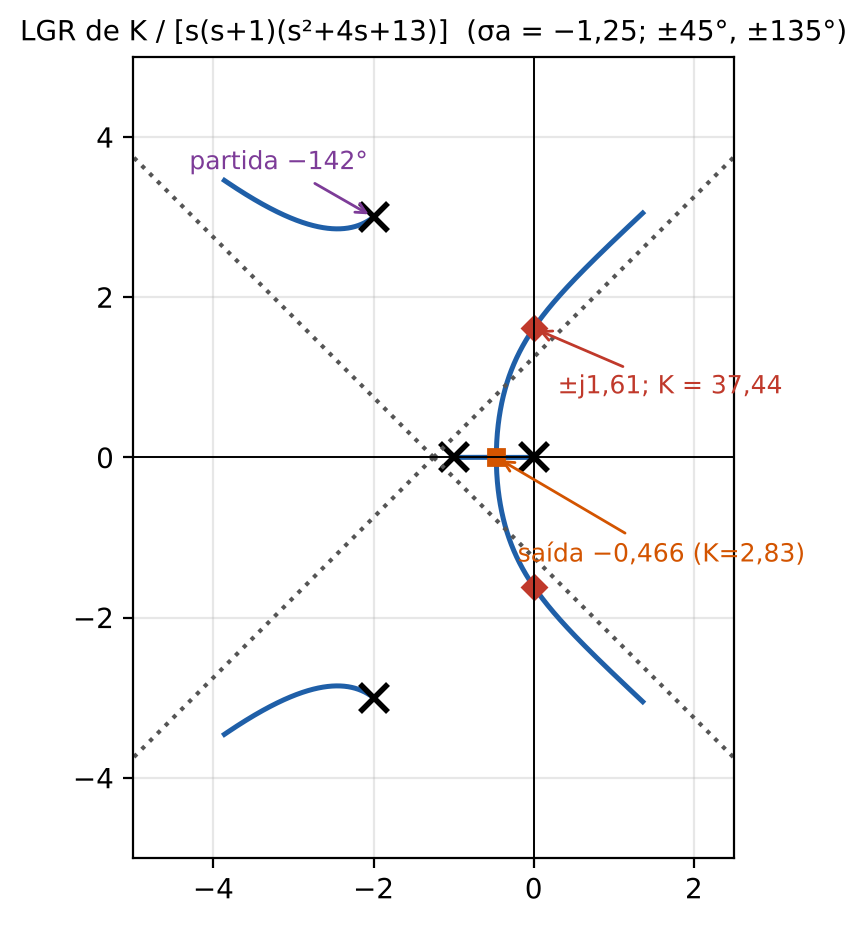 LGR de K / [s(s+1)(s²+4s+13)]  (σa = −1,25; ±45°, ±135°)
4
partida −142°
2
±j1,61; K = 37,44
0
saída −0,466 (K=2,83)
−2
−4
−4 −2 0 2